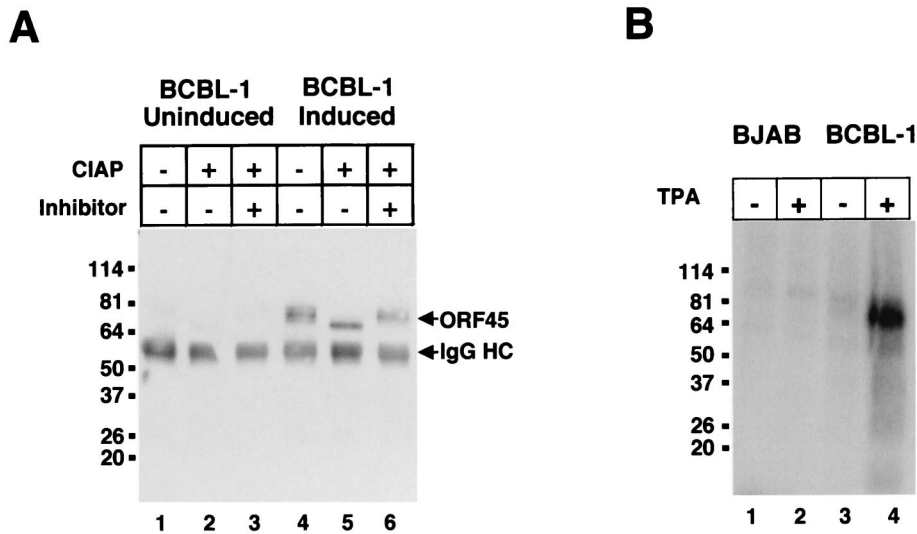 A
BCBL-1 BCBL-1
Uninduced Induced
CIAP - + + - + +
Inhibitor - - + - - +
114
81
64
50
37
26
20
ORF45
IgG HC
1 2 3 4 5 6
B
BJAB BCBL-1
TPA - + - +
114
81
64
50
37
26
20
1 2 3 4